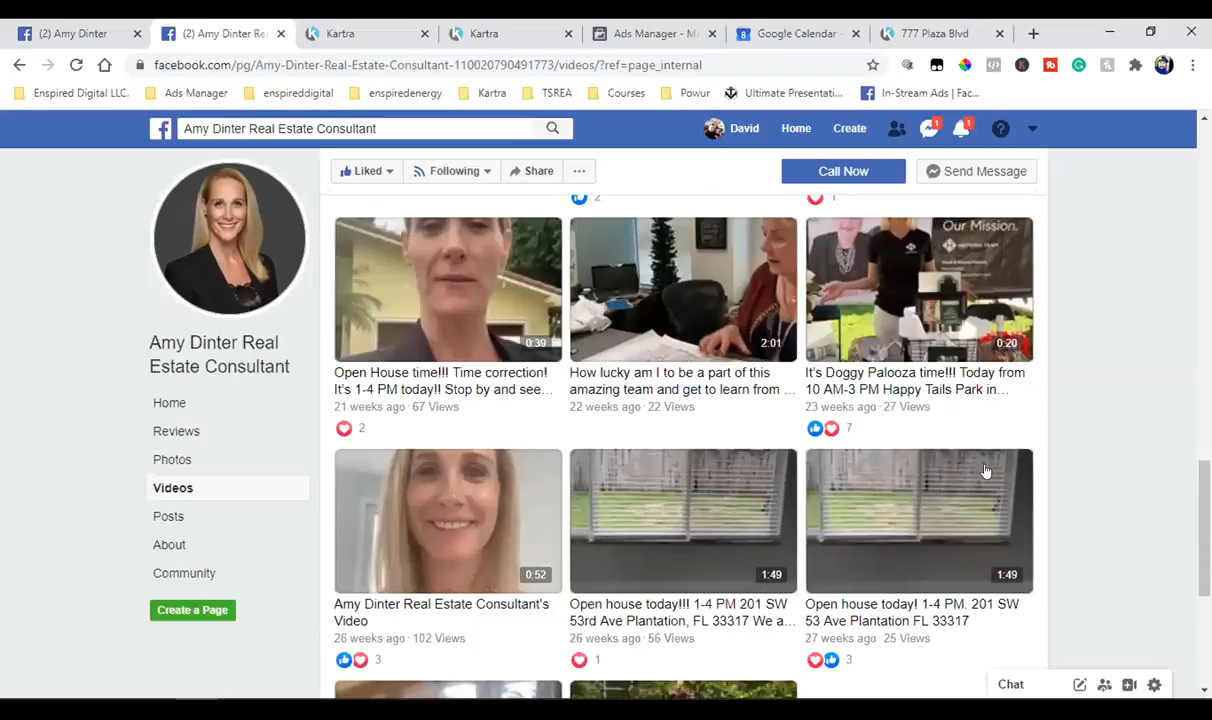 (2) Amy Dinter
(2) Amy Dinter Re
Kartra
Kartra
Ads Manager - M
Google Calendar -
777 Plaza Blvd
facebook.com/pg/Amy-Dinter-Real-Estate-Consultant-110020790491773/videos/?ref=page_internal
Enspired Digital LLC.
Ads Manager
enspireddigital
enspiredenergy
Kartra
TSREA
Courses
Powur
Ultimate Presentati...
In-Stream Ads | Fac...
Amy Dinter Real Estate Consultant
David
Home
Create
1
1
Liked
Following
Share
Call Now
Send Message
2
1
Amy Dinter Real
Estate Consultant
Home
Reviews
Photos
Videos
Posts
About
Community
Create a Page
0:39
Open House time!!! Time correction!
It's 1-4 PM today!! Stop by and see...
21 weeks ago · 67 Views
2
2:01
How lucky am I to be a part of this
amazing team and get to learn from ...
22 weeks ago · 22 Views
Our Mission.
0:20
It's Doggy Palooza time!!! Today from
10 AM-3 PM Happy Tails Park in...
23 weeks ago · 27 Views
7
0:52
Amy Dinter Real Estate Consultant's
Video
26 weeks ago · 102 Views
3
1:49
Open house today!!! 1-4 PM 201 SW
53rd Ave Plantation, FL 33317 We a...
26 weeks ago · 56 Views
1
1:49
Open house today! 1-4 PM. 201 SW
53 Ave Plantation FL 33317
27 weeks ago · 25 Views
3
Chat